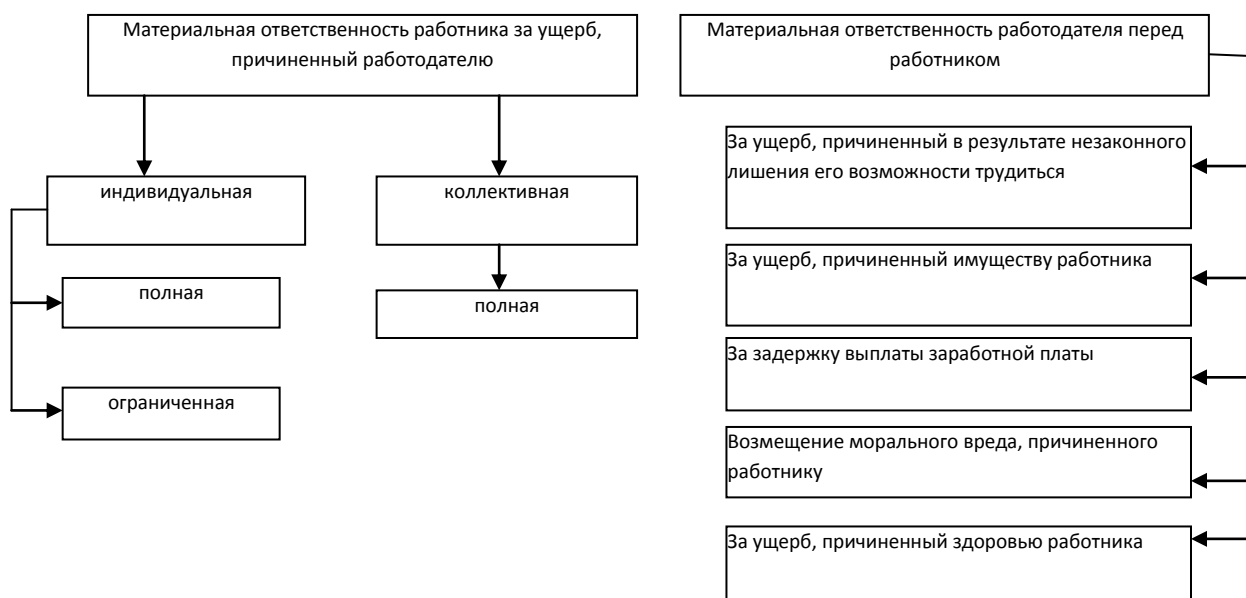 Материальная ответственность работника за ущерб,
причиненный работодателю
индивидуальная
коллективная
полная
полная
ограниченная
Материальная ответственность работодателя перед
работником
За ущерб, причиненный в результате незаконного
лишения его возможности трудиться
За ущерб, причиненный имуществу работника
За задержку выплаты заработной платы
Возмещение морального вреда, причиненного
работнику
За ущерб, причиненный здоровью работника